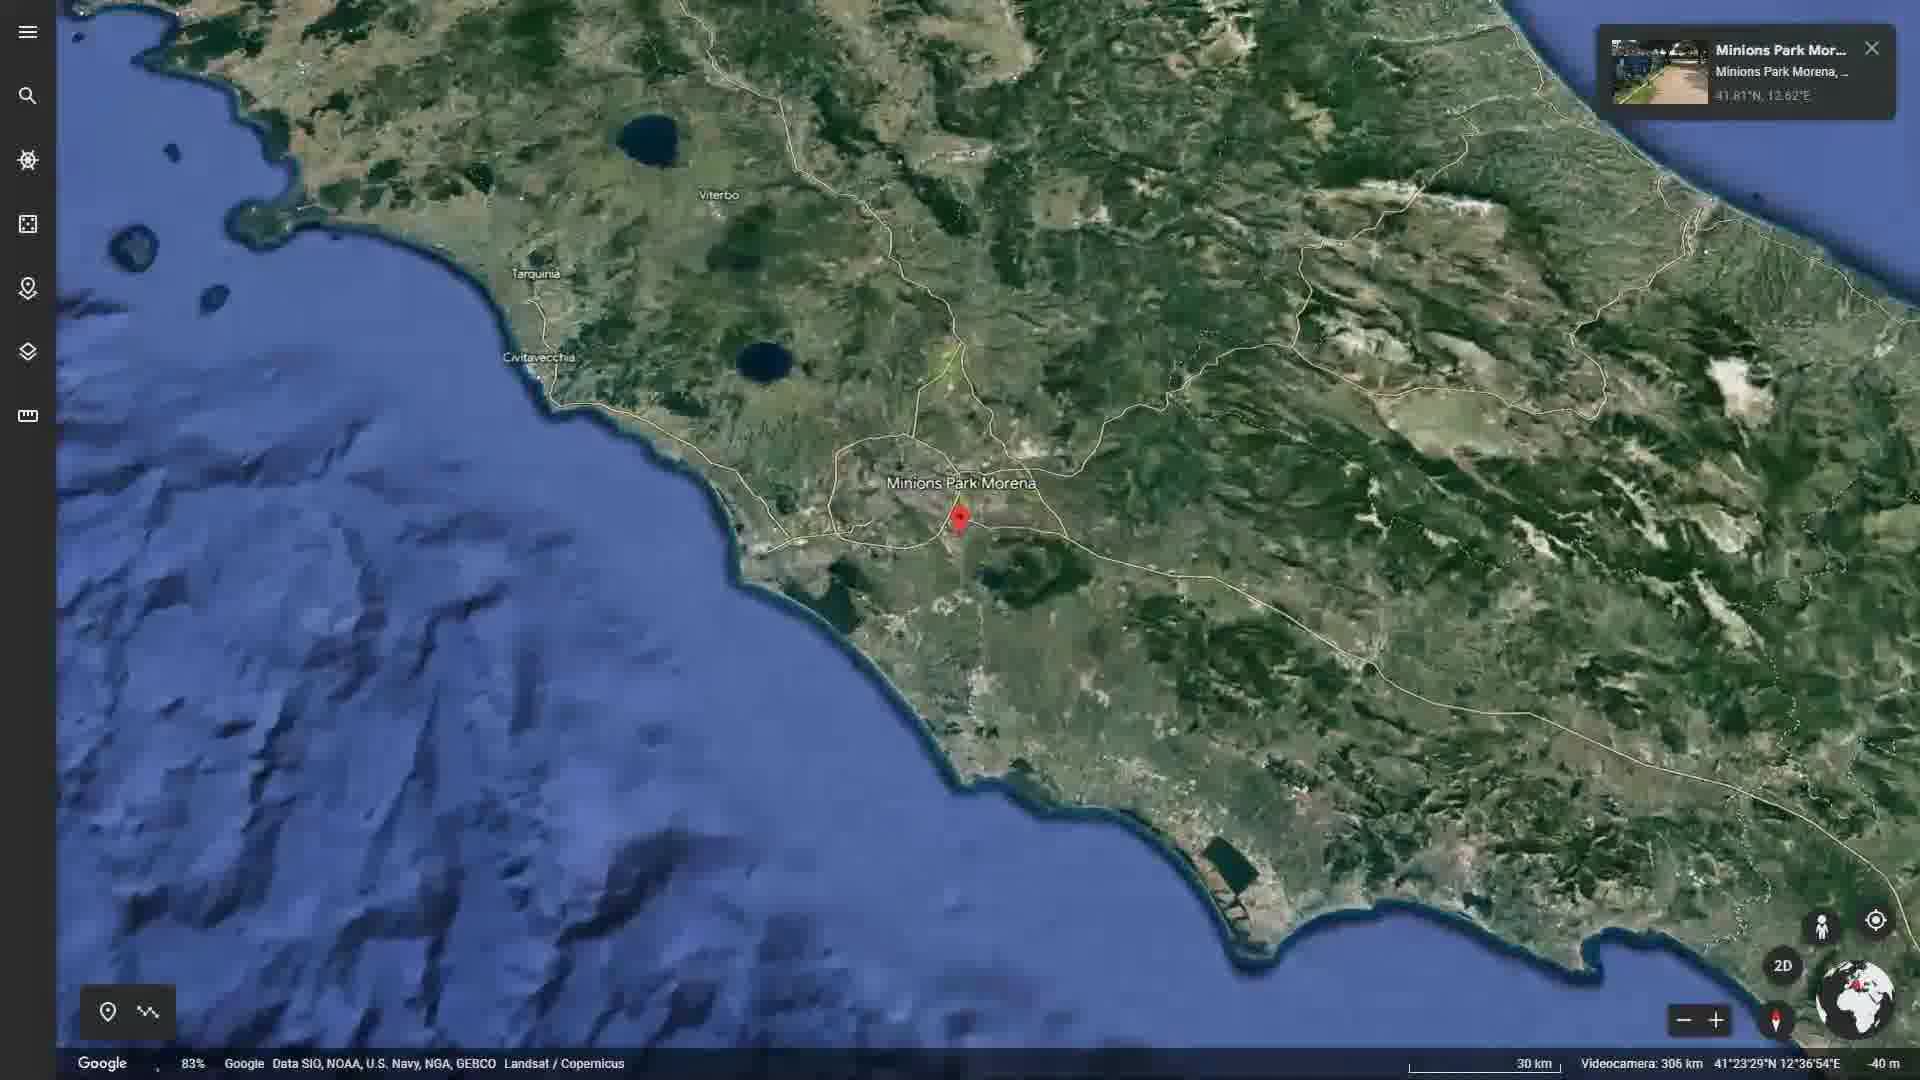 Minions Park Mor...
Minions Park Morena, ...
41.81°N, 12.62°E
Viterbo
Tarquinia
Civitavecchia
Minions Park Morena
2D
Google 83% Google Data SIO, NOAA, U.S. Navy, NGA, GEBCO Landsat / Copernicus 30 km Videocamera: 306 km 41°23'29"N 12°36'54"E -40 m